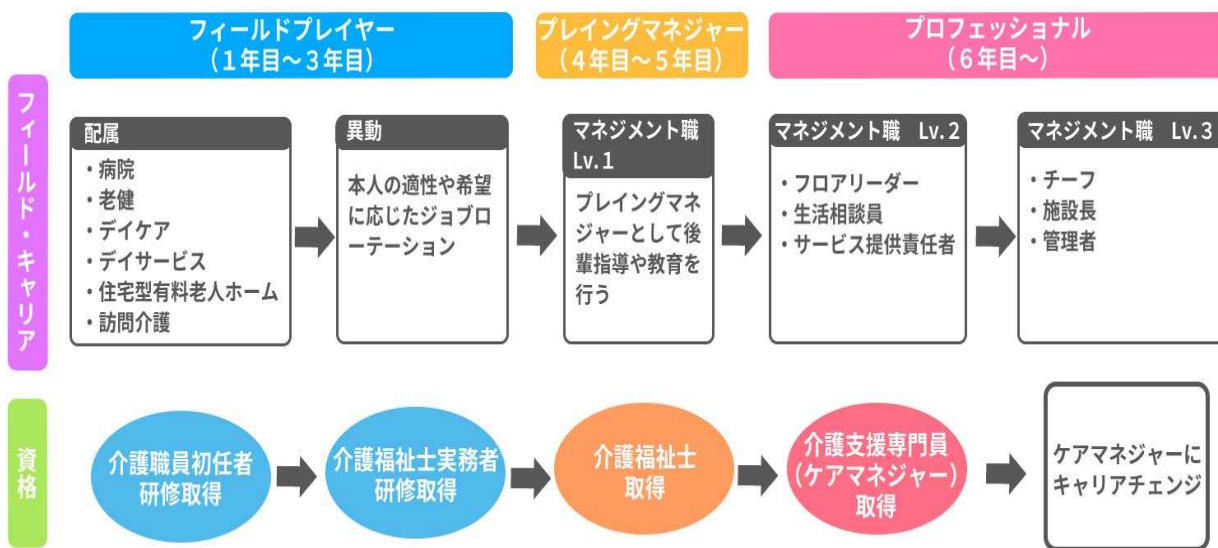 フィールドプレイヤー
（１年目～３年目）
プレイングマネジャー
（４年目～５年目）
プロフェッショナル
（６年目～）
フィールド・キャリア
配属
・病院
・老健
・デイケア
・デイサービス
・住宅型有料老人ホーム
・訪問介護
異動
本人の適性や希望
に応じたジョブロ
ーテーション
マネジメント職
Lv.１
プレイングマネ
ジャーとして後
輩指導や教育を
行う
マネジメント職　Lv.２
・フロアリーダー
・生活相談員
・サービス提供責任者
マネジメント職　Lv.３
・チーフ
・施設長
・管理者
資格
介護職員初任者
研修取得
介護福祉士実務者
研修取得
介護福祉士
取得
介護支援専門員
（ケアマネジャー）
取得
ケアマネジャーに
キャリアチェンジ